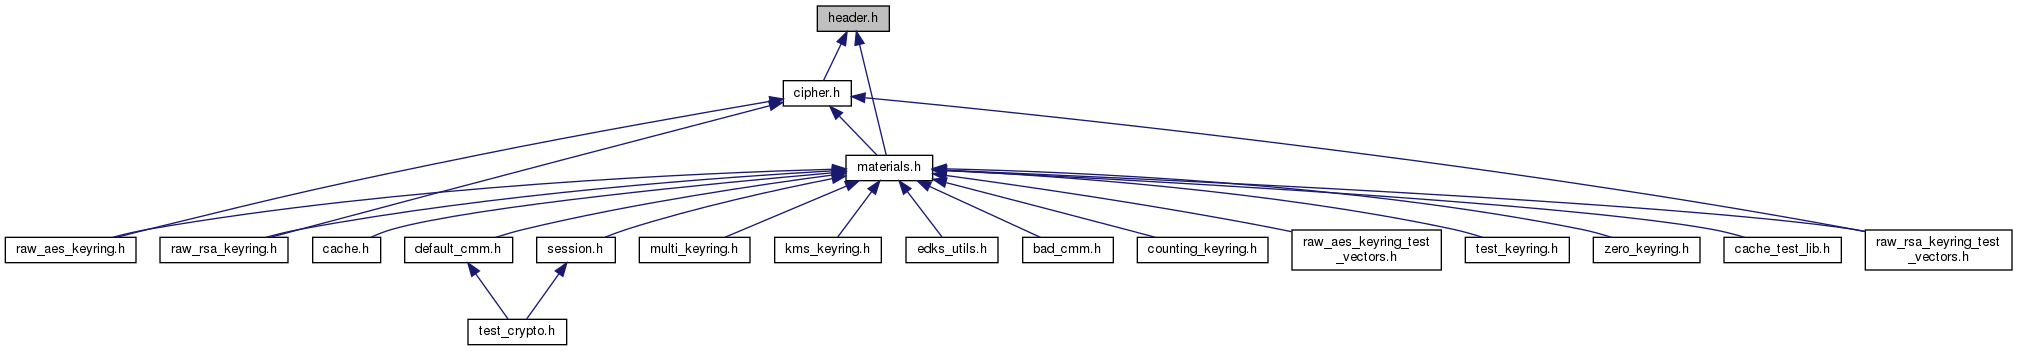 header.h
cipher.h
materials.h
raw_aes_keyring.h
raw_rsa_keyring.h
cache.h
default_cmm.h
session.h
multi_keyring.h
kms_keyring.h
edks_utils.h
bad_cmm.h
counting_keyring.h
raw_aes_keyring_test
_vectors.h
test_keyring.h
zero_keyring.h
cache_test_lib.h
raw_rsa_keyring_test
_vectors.h
test_crypto.h